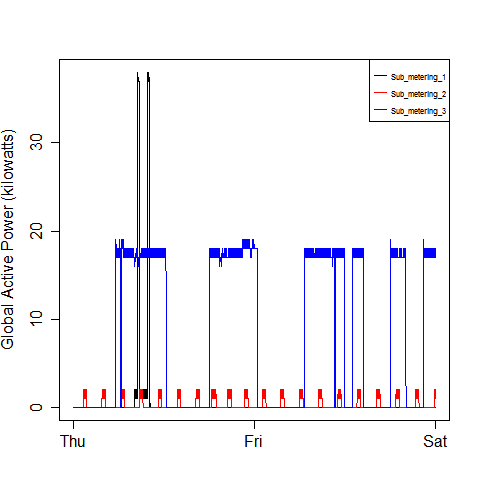 Sub_metering_1
Sub_metering_2
Sub_metering_3
Global Active Power (kilowatts)
30
20
10
0
Thu Fri Sat